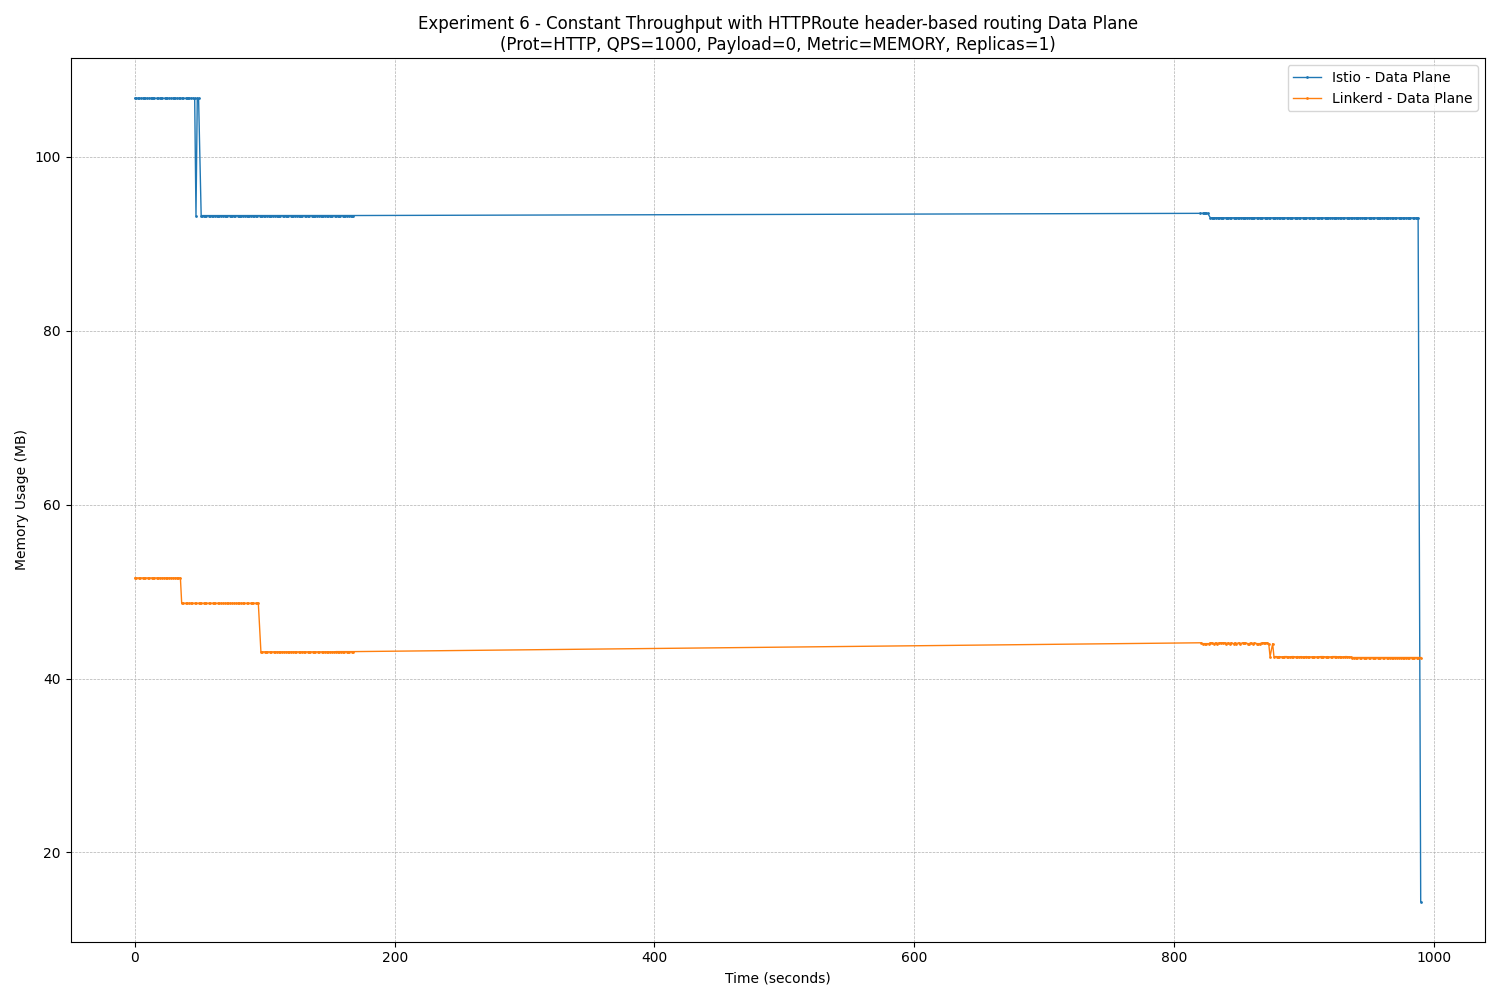 Experiment 6 - Constant Throughput with HTTPRoute header-based routing Data Plane
(Prot=HTTP, QPS=1000, Payload=0, Metric=MEMORY, Replicas=1)
Istio - Data Plane
Linkerd - Data Plane
Memory Usage (MB)
100
80
60
40
20
0
200
400
600
800
1000
Time (seconds)